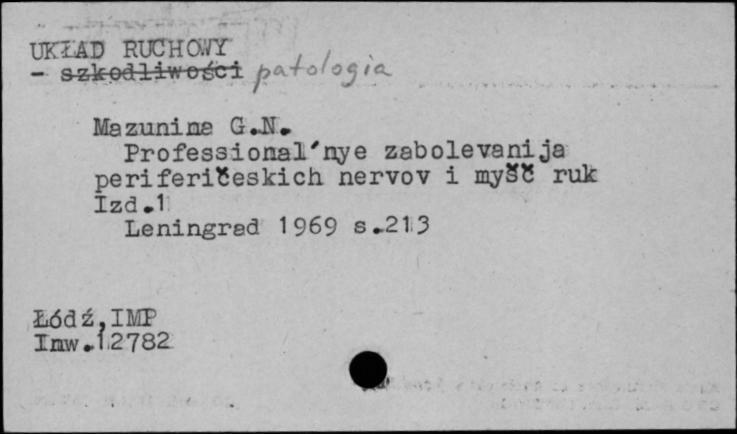 UKŁAD RUCHOWY
- szkodliwości patologia
Mazunina G.N.
Professional'nye zabolevanija
periferičeskich nervov i myšč ruk
Izd.1
Leningrad 1969 s.213
Łódź,IMP
Inw.12782